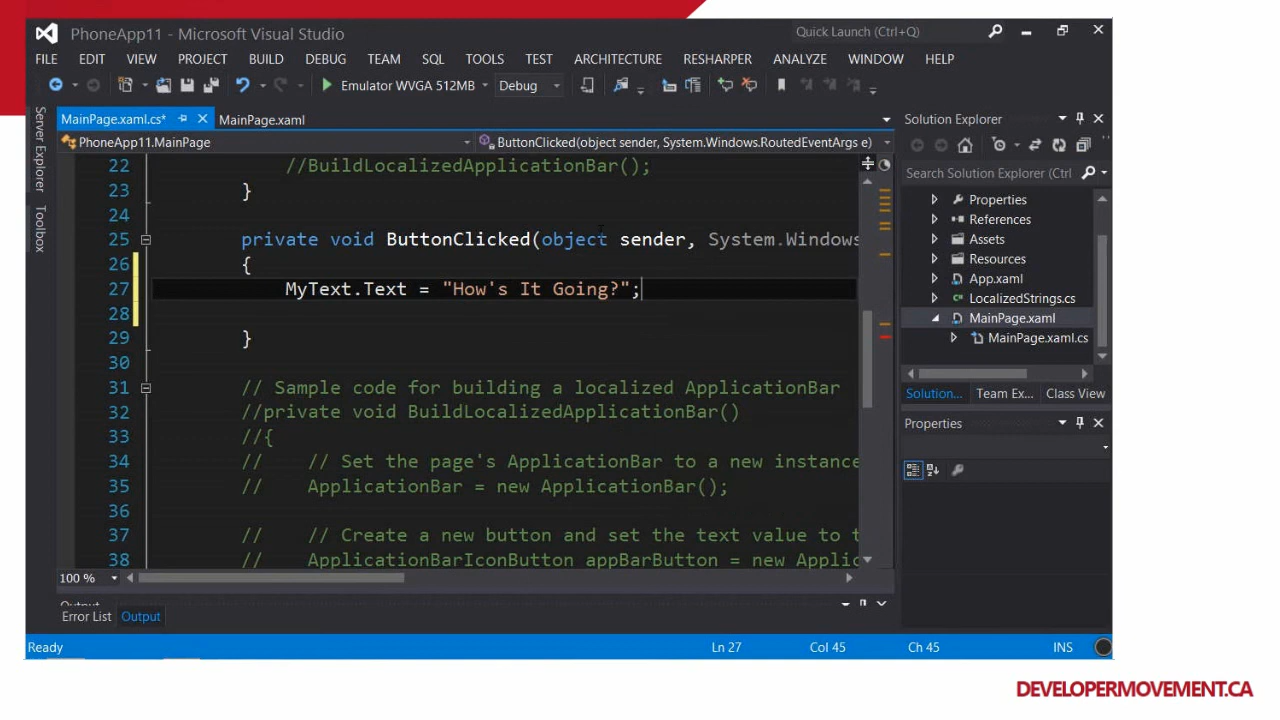 PhoneApp11 - Microsoft Visual Studio
Quick Launch (Ctrl+Q)
FILE EDIT VIEW PROJECT BUILD DEBUG TEAM SQL TOOLS TEST ARCHITECTURE RESHARPER ANALYZE WINDOW HELP
Emulator WVGA 512MB Debug
MainPage.xaml.cs* MainPage.xaml
PhoneApp11.MainPage ButtonClicked(object sender, System.Windows.RoutedEventArgs e)
Server Explorer
Toolbox
22 //BuildLocalizedApplicationBar();
23 }
24
25 private void ButtonClicked(object sender, System.Windows
26 {
27 MyText.Text = "How's It Going?";
28
29 }
30
31 // Sample code for building a localized ApplicationBar
32 //private void BuildLocalizedApplicationBar()
33 //{
34 // // Set the page's ApplicationBar to a new instance
35 // ApplicationBar = new ApplicationBar();
36
37 // // Create a new button and set the text value to t
38 // ApplicationBarIconButton appBarButton = new Applic
100 %
Output
Error List Output
Solution Explorer
Search Solution Explorer (Ctrl
Properties
References
Assets
Resources
App.xaml
LocalizedStrings.cs
MainPage.xaml
MainPage.xaml.cs
Solution... Team Ex... Class View
Properties
Ready Ln 27 Col 45 Ch 45 INS
DEVELOPERMOVEMENT.CA